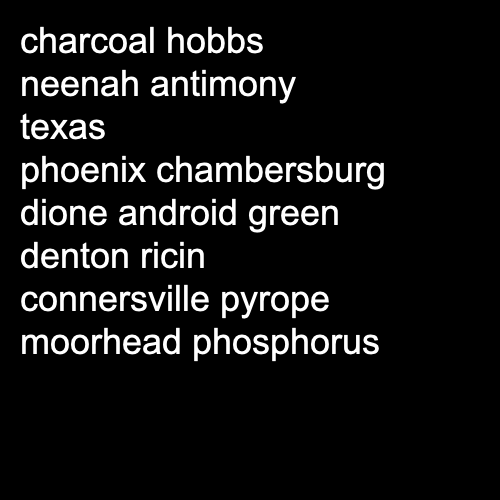 charcoal hobbs
neenah antimony
texas
phoenix chambersburg
dione android green
denton ricin
connersville pyrope
moorhead phosphorus